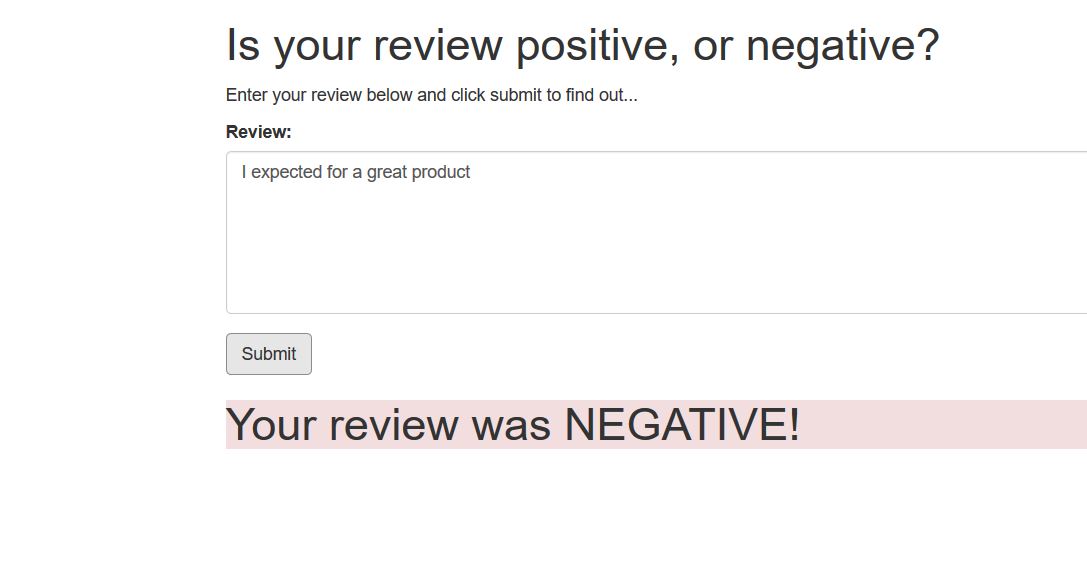 Is your review positive, or negative?
Enter your review below and click submit to find out...
Review:
I expected for a great product
Submit
Your review was NEGATIVE!